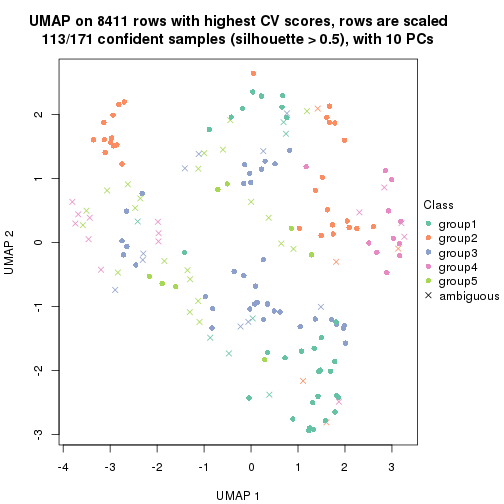 UMAP on 8411 rows with highest CV scores, rows are scaled
113/171 confident samples (silhouette > 0.5), with 10 PCs
2
1
0
-1
-2
-3
UMAP 2
-4 -3 -2 -1 0 1 2 3
UMAP 1
Class
group1
group2
group3
group4
group5
ambiguous